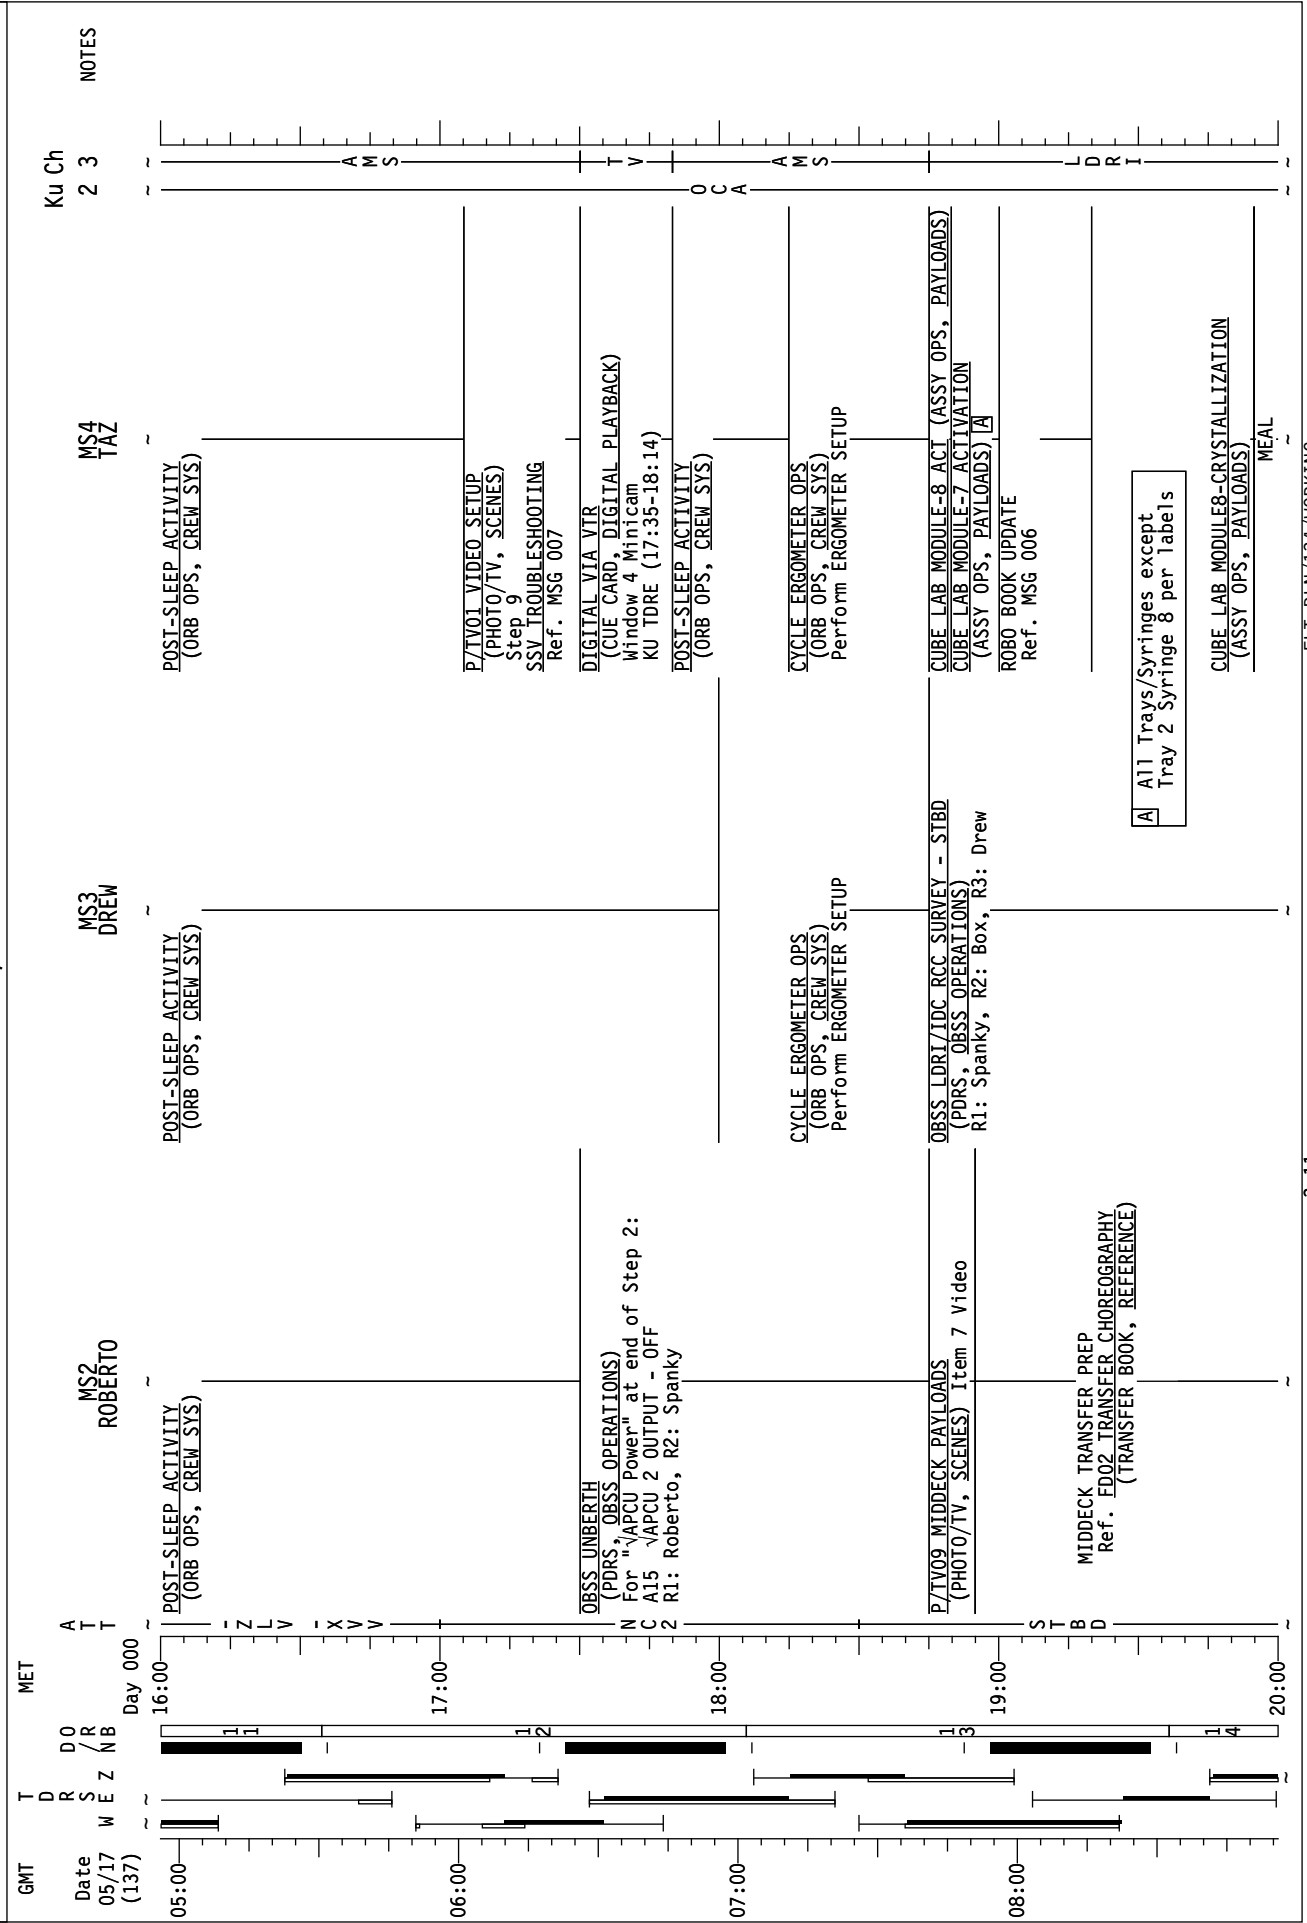 GMT
Date
05/17
(137)
05:00
06:00
07:00
08:00
T
D
R
S
W E Z
D O
/ R
N B
11
12
13
14
MET
Day 000
16:00
17:00
18:00
19:00
20:00
A
T
T
-ZLV -XVV
NC2
STBD
MS2
ROBERTO
POST-SLEEP ACTIVITY
(ORB OPS, CREW SYS)
OBSS UNBERTH
(PDRS, OBSS OPERATIONS)
For "√APCU Power" at end of Step 2:
A15 √APCU 2 OUTPUT - OFF
R1: Roberto, R2: Spanky
P/TV09 MIDDECK PAYLOADS
(PHOTO/TV, SCENES) Item 7 Video
MIDDECK TRANSFER PREP
Ref. FD02 TRANSFER CHOREOGRAPHY
(TRANSFER BOOK, REFERENCE)
MS3
DREW
POST-SLEEP ACTIVITY
(ORB OPS, CREW SYS)
CYCLE ERGOMETER OPS
(ORB OPS, CREW SYS)
Perform ERGOMETER SETUP
OBSS LDRI/IDC RCC SURVEY - STBD
(PDRS, OBSS OPERATIONS)
R1: Spanky, R2: Box, R3: Drew
A All Trays/Syringes except
Tray 2 Syringe 8 per labels
MS4
TAZ
POST-SLEEP ACTIVITY
(ORB OPS, CREW SYS)
P/TV01 VIDEO SETUP
(PHOTO/TV, SCENES)
Step 9
SSV TROUBLESHOOTING
Ref. MSG 007
DIGITAL VIA VTR
(CUE CARD, DIGITAL PLAYBACK)
Window 4 Minicam
KU TDRE (17:35-18:14)
POST-SLEEP ACTIVITY
(ORB OPS, CREW SYS)
CYCLE ERGOMETER OPS
(ORB OPS, CREW SYS)
Perform ERGOMETER SETUP
CUBE LAB MODULE-8 ACT (ASSY OPS, PAYLOADS)
CUBE LAB MODULE-7 ACTIVATION
(ASSY OPS, PAYLOADS) A
ROBO BOOK UPDATE
Ref. MSG 006
CUBE LAB MODULE8-CRYSTALLIZATION
(ASSY OPS, PAYLOADS)
MEAL
Ku Ch
2 3
OCA
AMS
TV
AMS
LDRI
NOTES